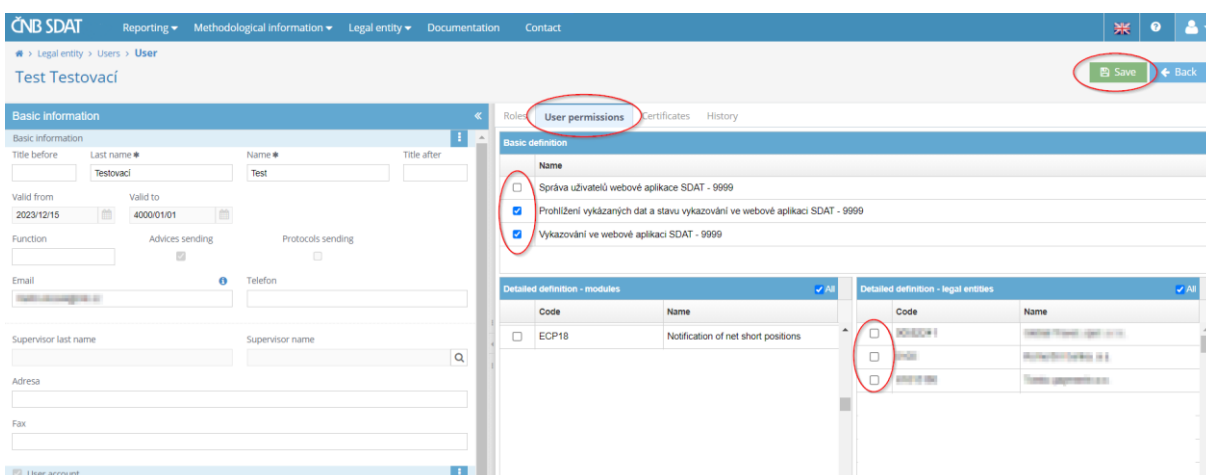 ČNB SDAT Reporting Methodological information Legal entity Documentation Contact
> Legal entity > Users > User
Test Testovací
Save Back
Basic information
Basic information
Title before Last name Name Title after
Testovací Test
Valid from Valid to
2023/12/15 4000/01/01
Function Advices sending Protocols sending
Email Telefon
Supervisor last name Supervisor name
Adresa
Fax
User account
Roles User permissions Certificates History
Basic definition
Name
Správa uživatelů webové aplikace SDAT - 9999
Prohlížení vykázaných dat a stavu vykazování ve webové aplikaci SDAT - 9999
Vykazování ve webové aplikaci SDAT - 9999
Detailed definition - modules All
Code Name
ECP18 Notification of net short positions
Detailed definition - legal entities All
Code Name